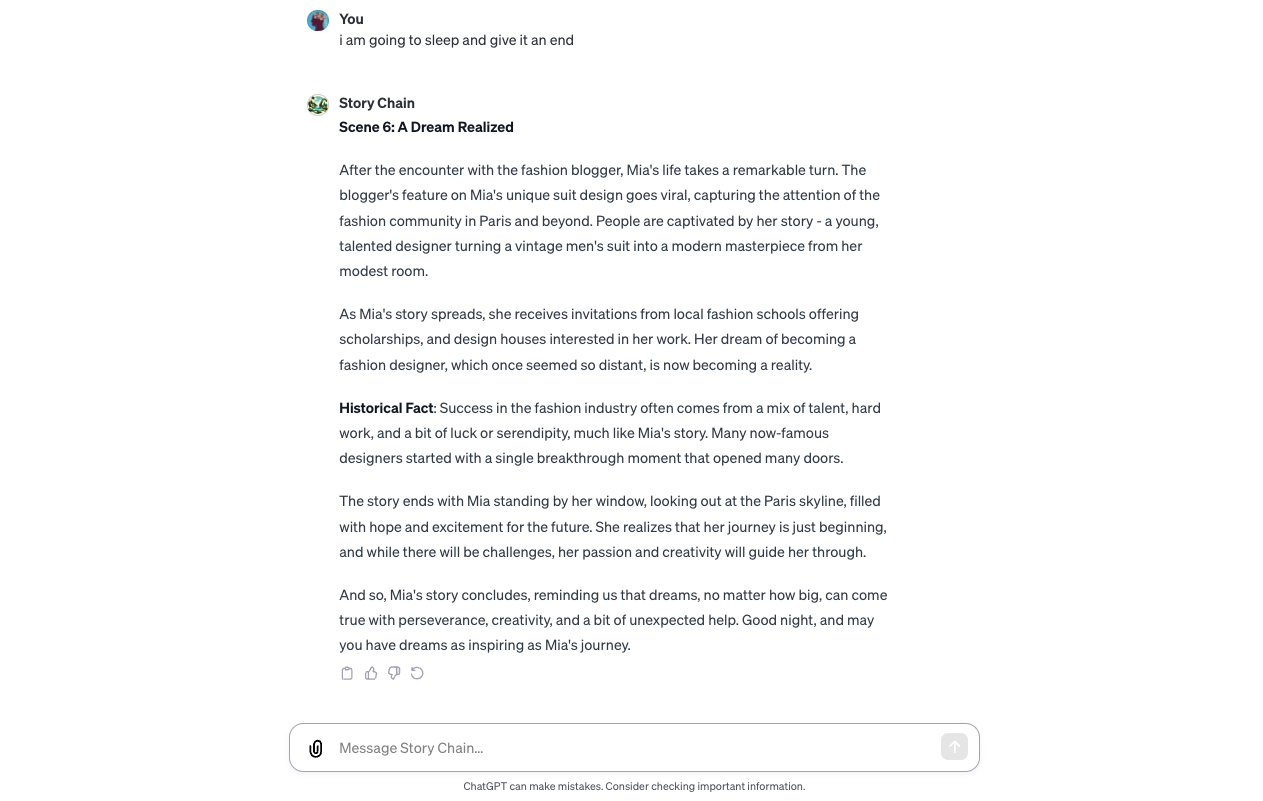 You
i am going to sleep and give it an end
Story Chain
Scene 6: A Dream Realized
After the encounter with the fashion blogger, Mia's life takes a remarkable turn. The
blogger's feature on Mia's unique suit design goes viral, capturing the attention of the
fashion community in Paris and beyond. People are captivated by her story - a young,
talented designer turning a vintage men's suit into a modern masterpiece from her
modest room.
As Mia's story spreads, she receives invitations from local fashion schools offering
scholarships, and design houses interested in her work. Her dream of becoming a
fashion designer, which once seemed so distant, is now becoming a reality.
Historical Fact: Success in the fashion industry often comes from a mix of talent, hard
work, and a bit of luck or serendipity, much like Mia's story. Many now-famous
designers started with a single breakthrough moment that opened many doors.
The story ends with Mia standing by her window, looking out at the Paris skyline, filled
with hope and excitement for the future. She realizes that her journey is just beginning,
and while there will be challenges, her passion and creativity will guide her through.
And so, Mia's story concludes, reminding us that dreams, no matter how big, can come
true with perseverance, creativity, and a bit of unexpected help. Good night, and may
you have dreams as inspiring as Mia's journey.
Message Story Chain...
ChatGPT can make mistakes. Consider checking important information.